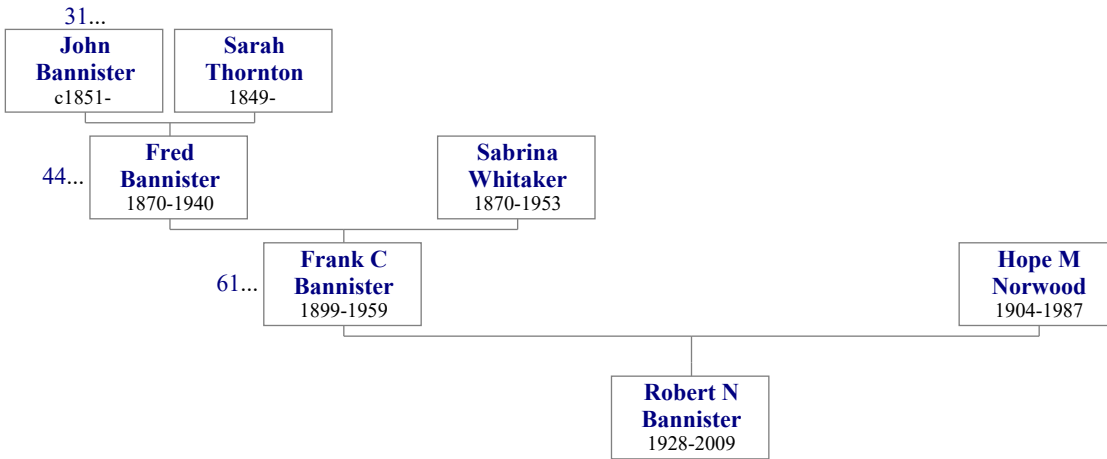 31...
John
Bannister
c1851-
Sarah
Thornton
1849-
44...
Fred
Bannister
1870-1940
Sabrina
Whitaker
1870-1953
61...
Frank C
Bannister
1899-1959
Hope M
Norwood
1904-1987
Robert N
Bannister
1928-2009